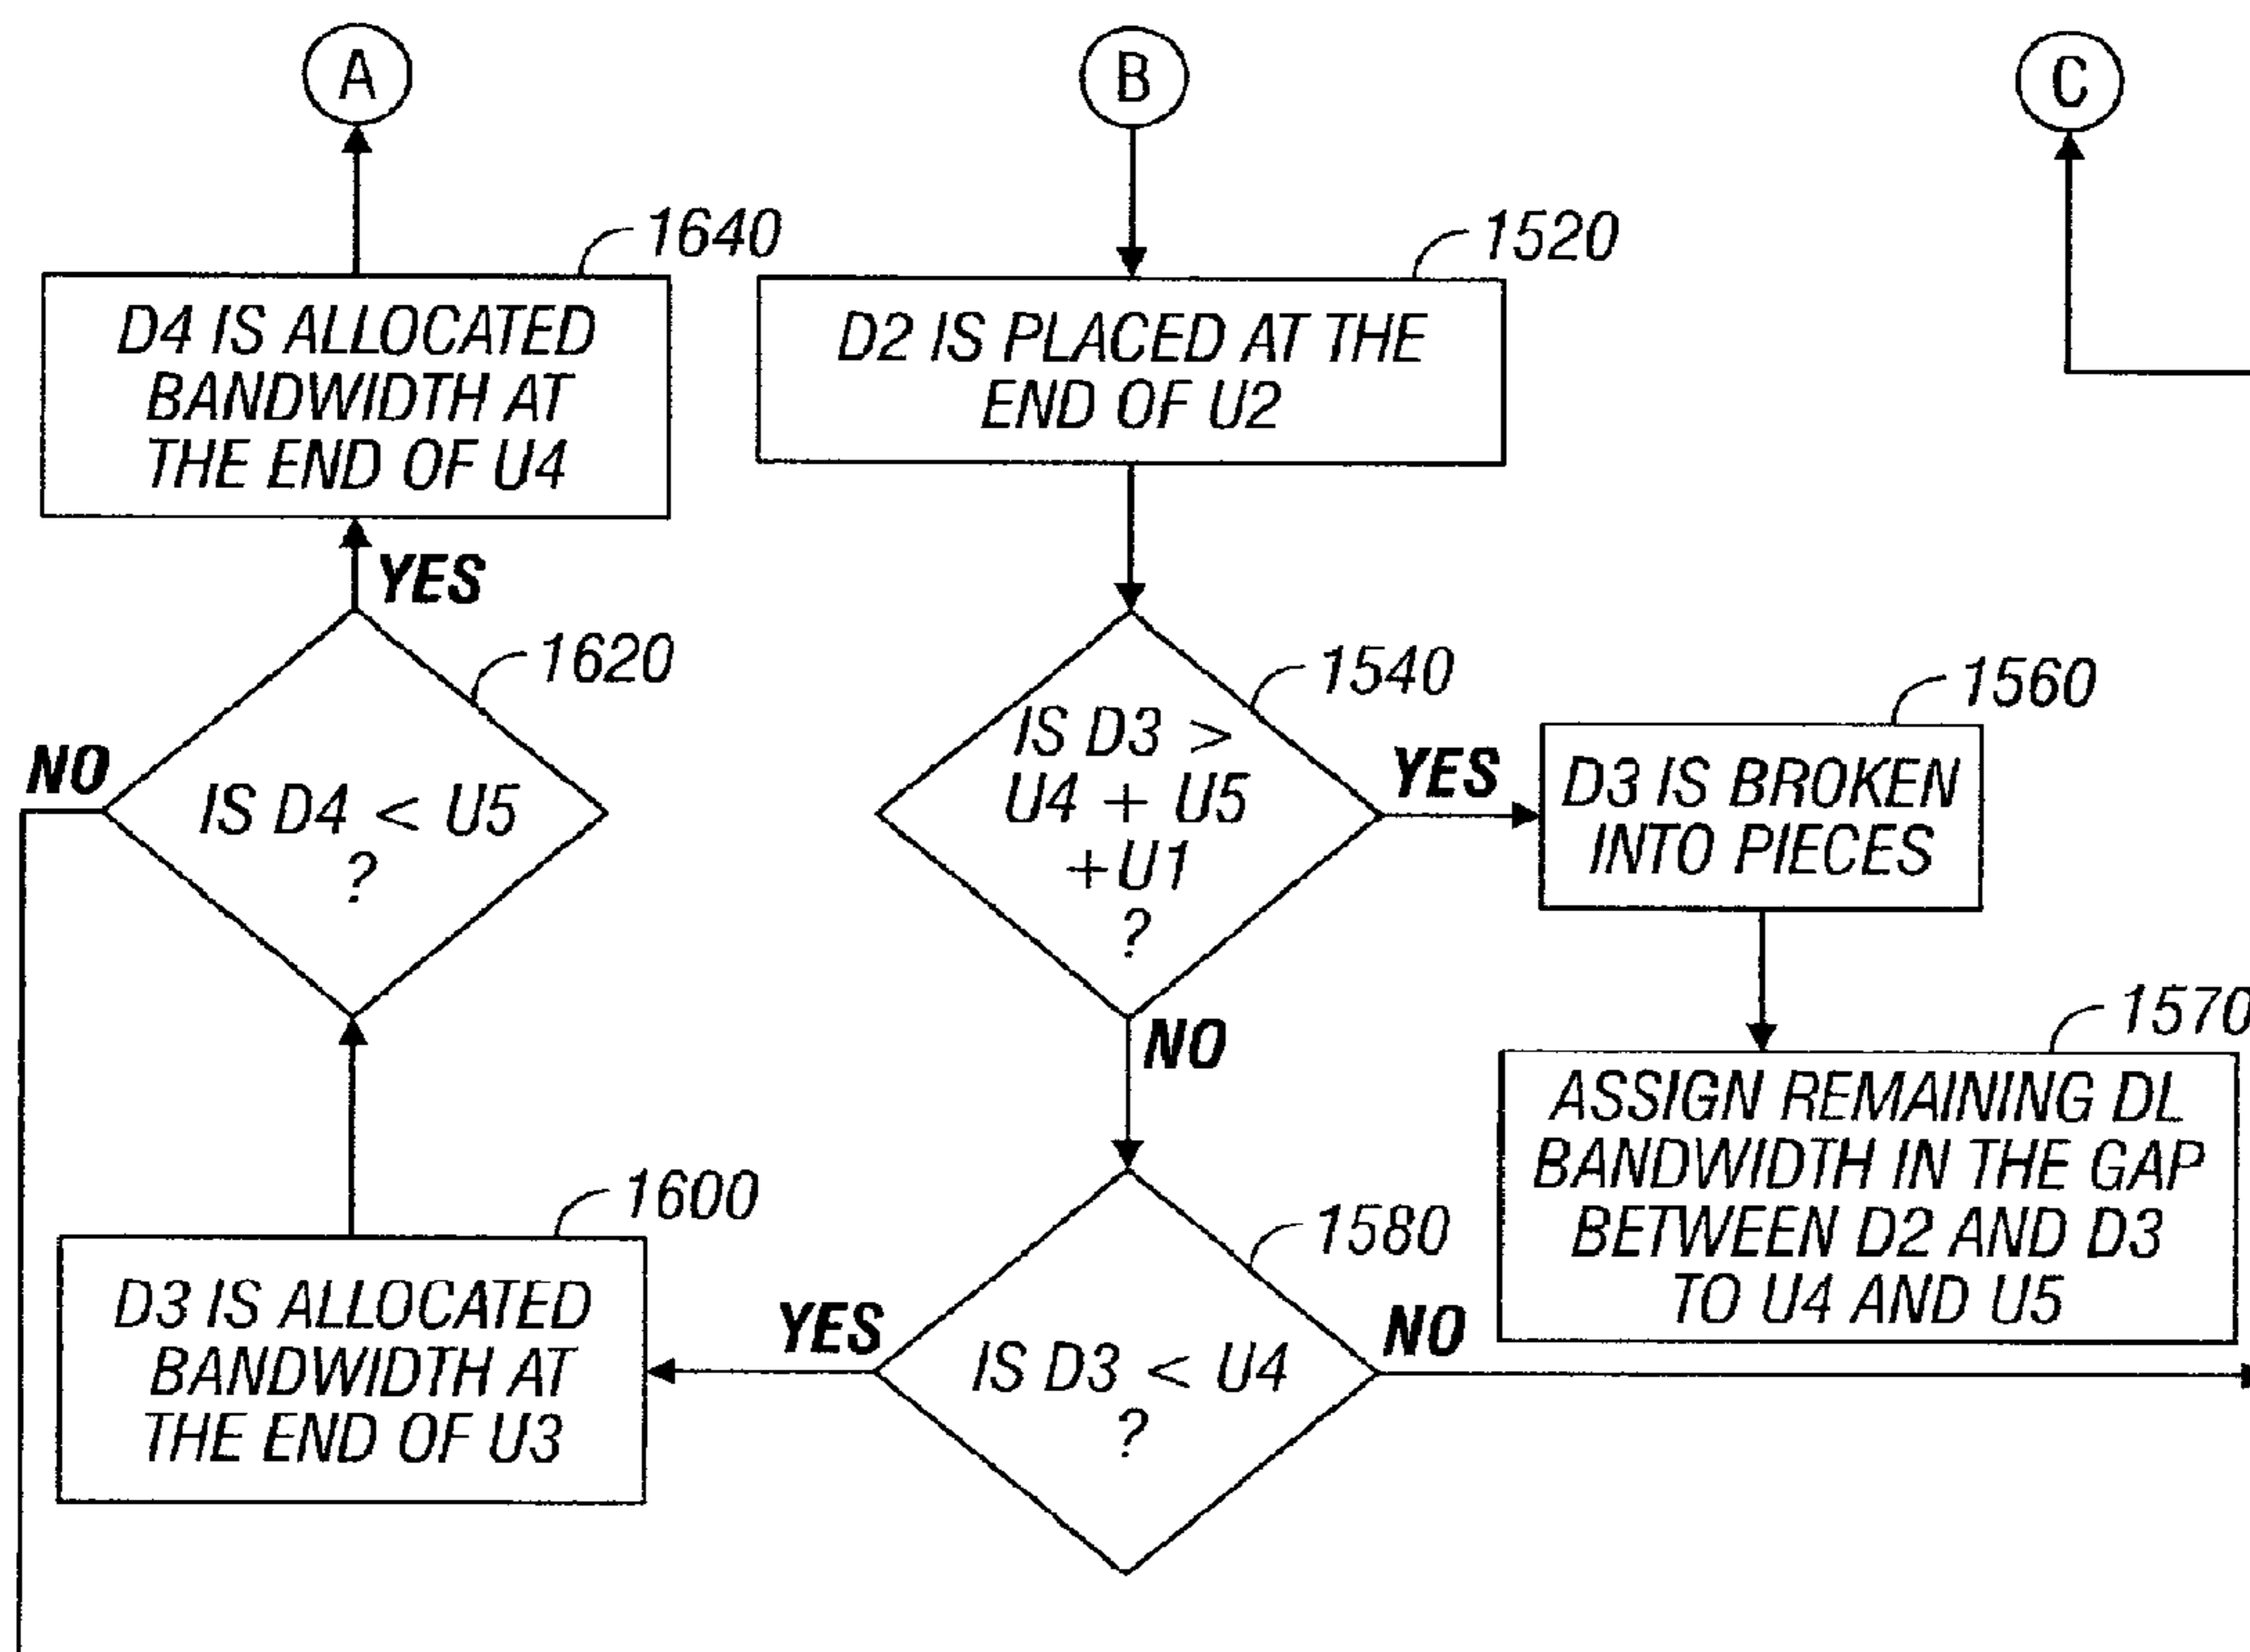 A
B
C
1640
D4 IS ALLOCATED
BANDWIDTH AT
THE END OF U4
1520
D2 IS PLACED AT THE
END OF U2
YES
1620
IS D4 < U5
?
NO
1540
IS D3 >
U4 + U5
+U1
?
YES
1560
D3 IS BROKEN
INTO PIECES
NO
1570
ASSIGN REMAINING DL
BANDWIDTH IN THE GAP
BETWEEN D2 AND D3
TO U4 AND U5
1600
D3 IS ALLOCATED
BANDWIDTH AT
THE END OF U3
YES
1580
IS D3 < U4
?
NO